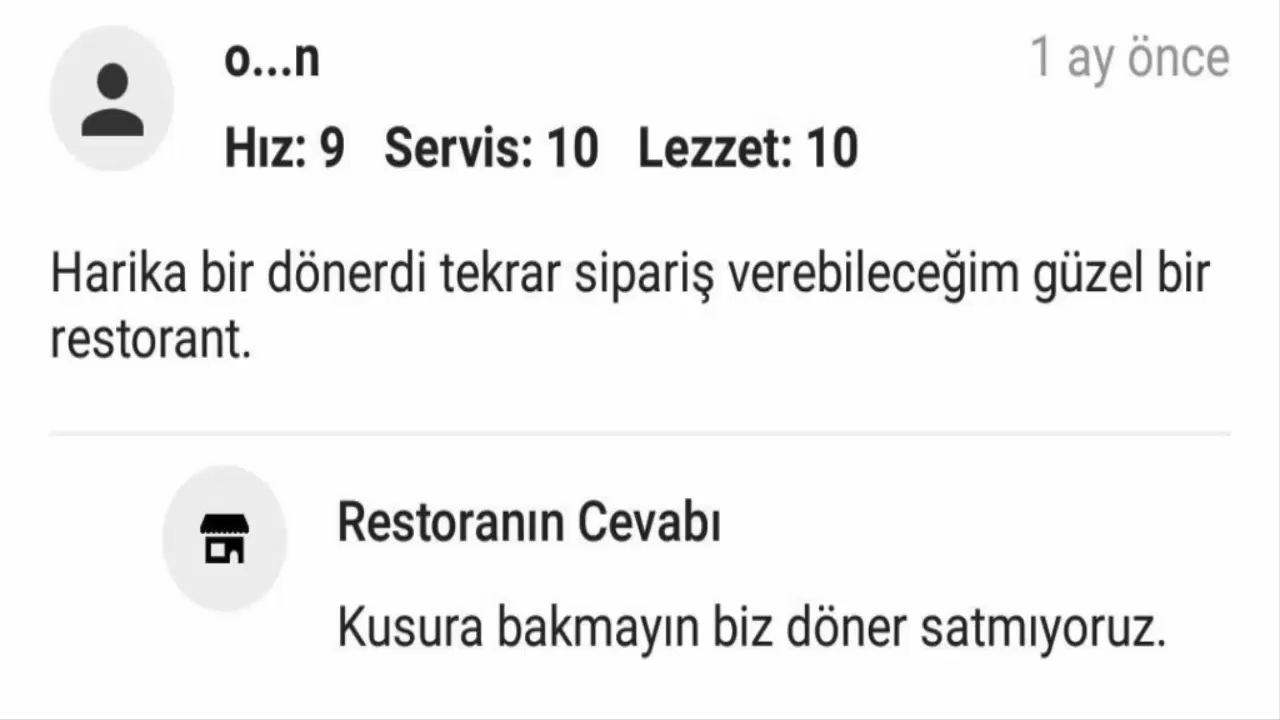 o...n
1 ay önce
Hız: 9 Servis: 10 Lezzet: 10
Harika bir dönerdi tekrar sipariş verebileceğim güzel bir
restorant.
Restoranın Cevabı
Kusura bakmayın biz döner satmıyoruz.